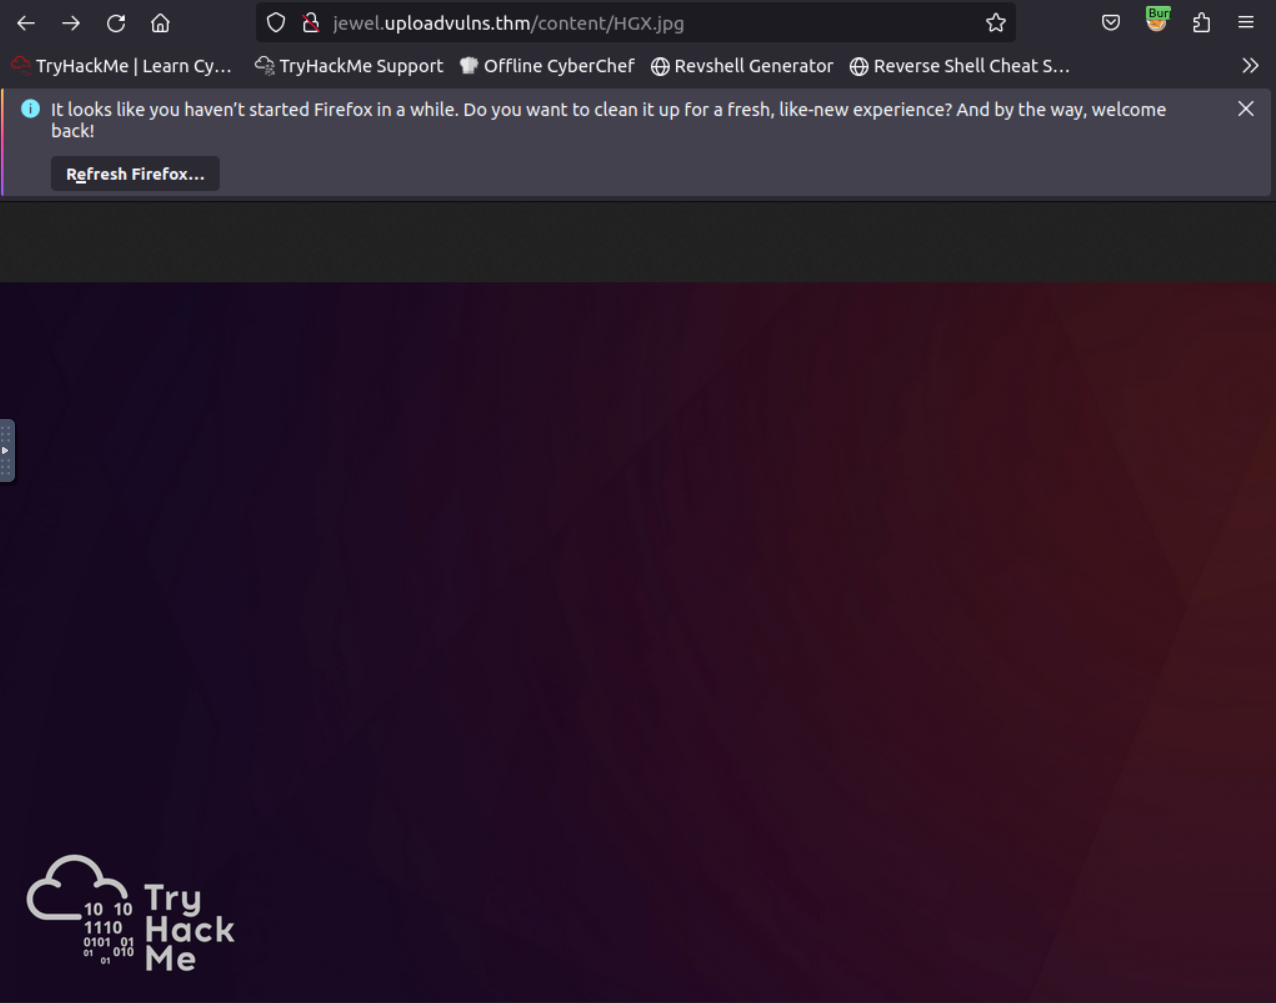 jewel.uploadvulns.thm/content/HGX.jpg
Bur
TryHackMe | Learn Cy... TryHackMe Support Offline CyberChef Revshell Generator Reverse Shell Cheat S...
It looks like you haven't started Firefox in a while. Do you want to clean it up for a fresh, like-new experience? And by the way, welcome
back!
Refresh Firefox...
Try
Hack
Me
10 10
1110
0101 01
01 010
01